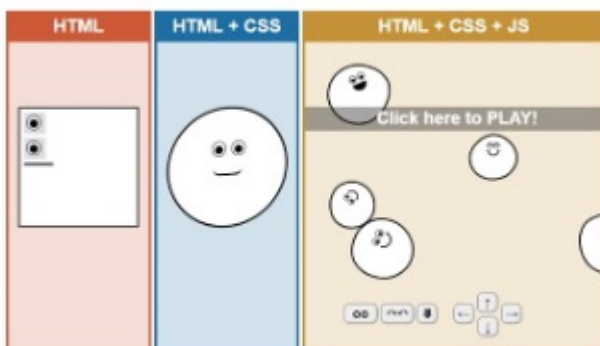 HTML
HTML + CSS
HTML + CSS + JS
Click here to PLAY!
↑
← ↓ →